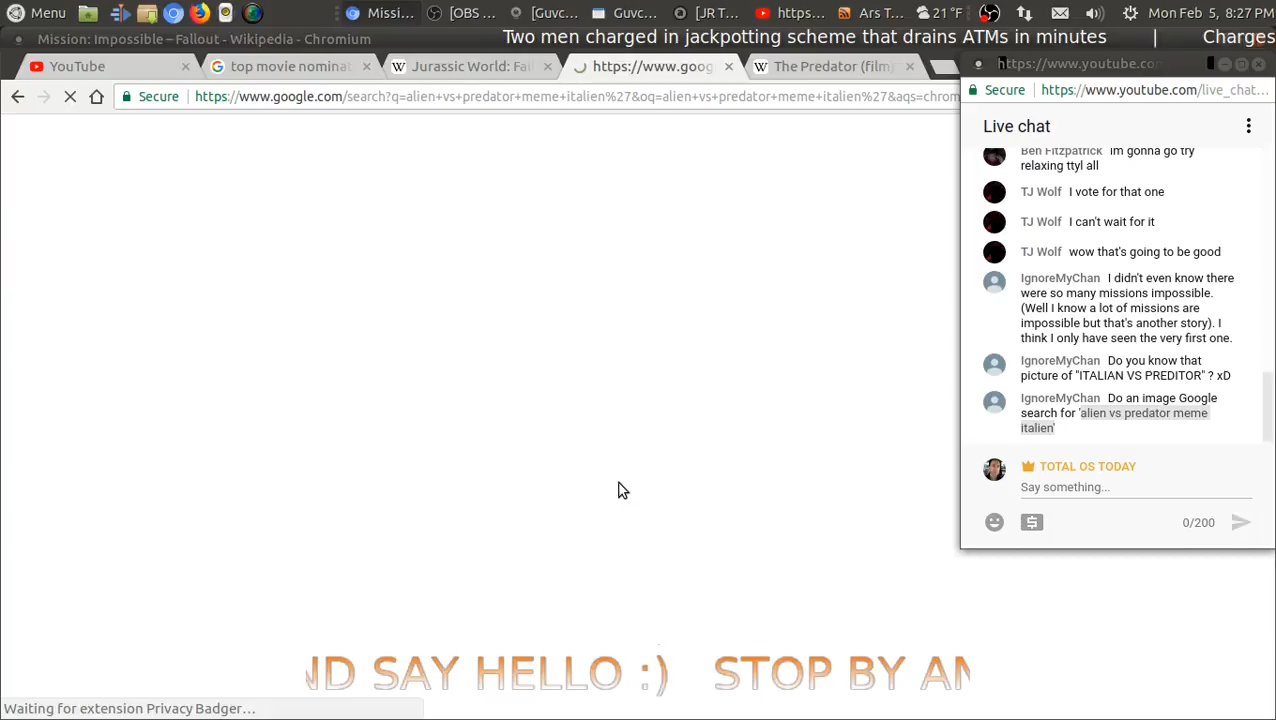 Menu
Missi...
[OBS ...
[Guvc...
Guvc...
[JR T...
https...
Ars T...
21 °F
Mon Feb 5, 8:27 PM
Mission: Impossible – Fallout - Wikipedia - Chromium
Two men charged in jackpotting scheme that drains ATMs in minutes | Charges
YouTube
top movie nominat
Jurassic World: Fal
https://www.goog
The Predator (film)
https://www.youtube.co
Secure https://www.google.com/search?q=alien+vs+predator+meme+italien%27&oq=alien+vs+predator+meme+italien%27&aqs=chrom
Secure https://www.youtube.com/live_chat...
Live chat
Ben Fitzpatrick im gonna go try
relaxing ttyl all
TJ Wolf I vote for that one
TJ Wolf I can't wait for it
TJ Wolf wow that's going to be good
IgnoreMyChan I didn't even know there
were so many missions impossible.
(Well I know a lot of missions are
impossible but that's another story). I
think I only have seen the very first one.
IgnoreMyChan Do you know that
picture of "ITALIAN VS PREDITOR" ? xD
IgnoreMyChan Do an image Google
search for 'alien vs predator meme
italien'
TOTAL OS TODAY
Say something...
0/200
ND SAY HELLO :) STOP BY AN
Waiting for extension Privacy Badger...